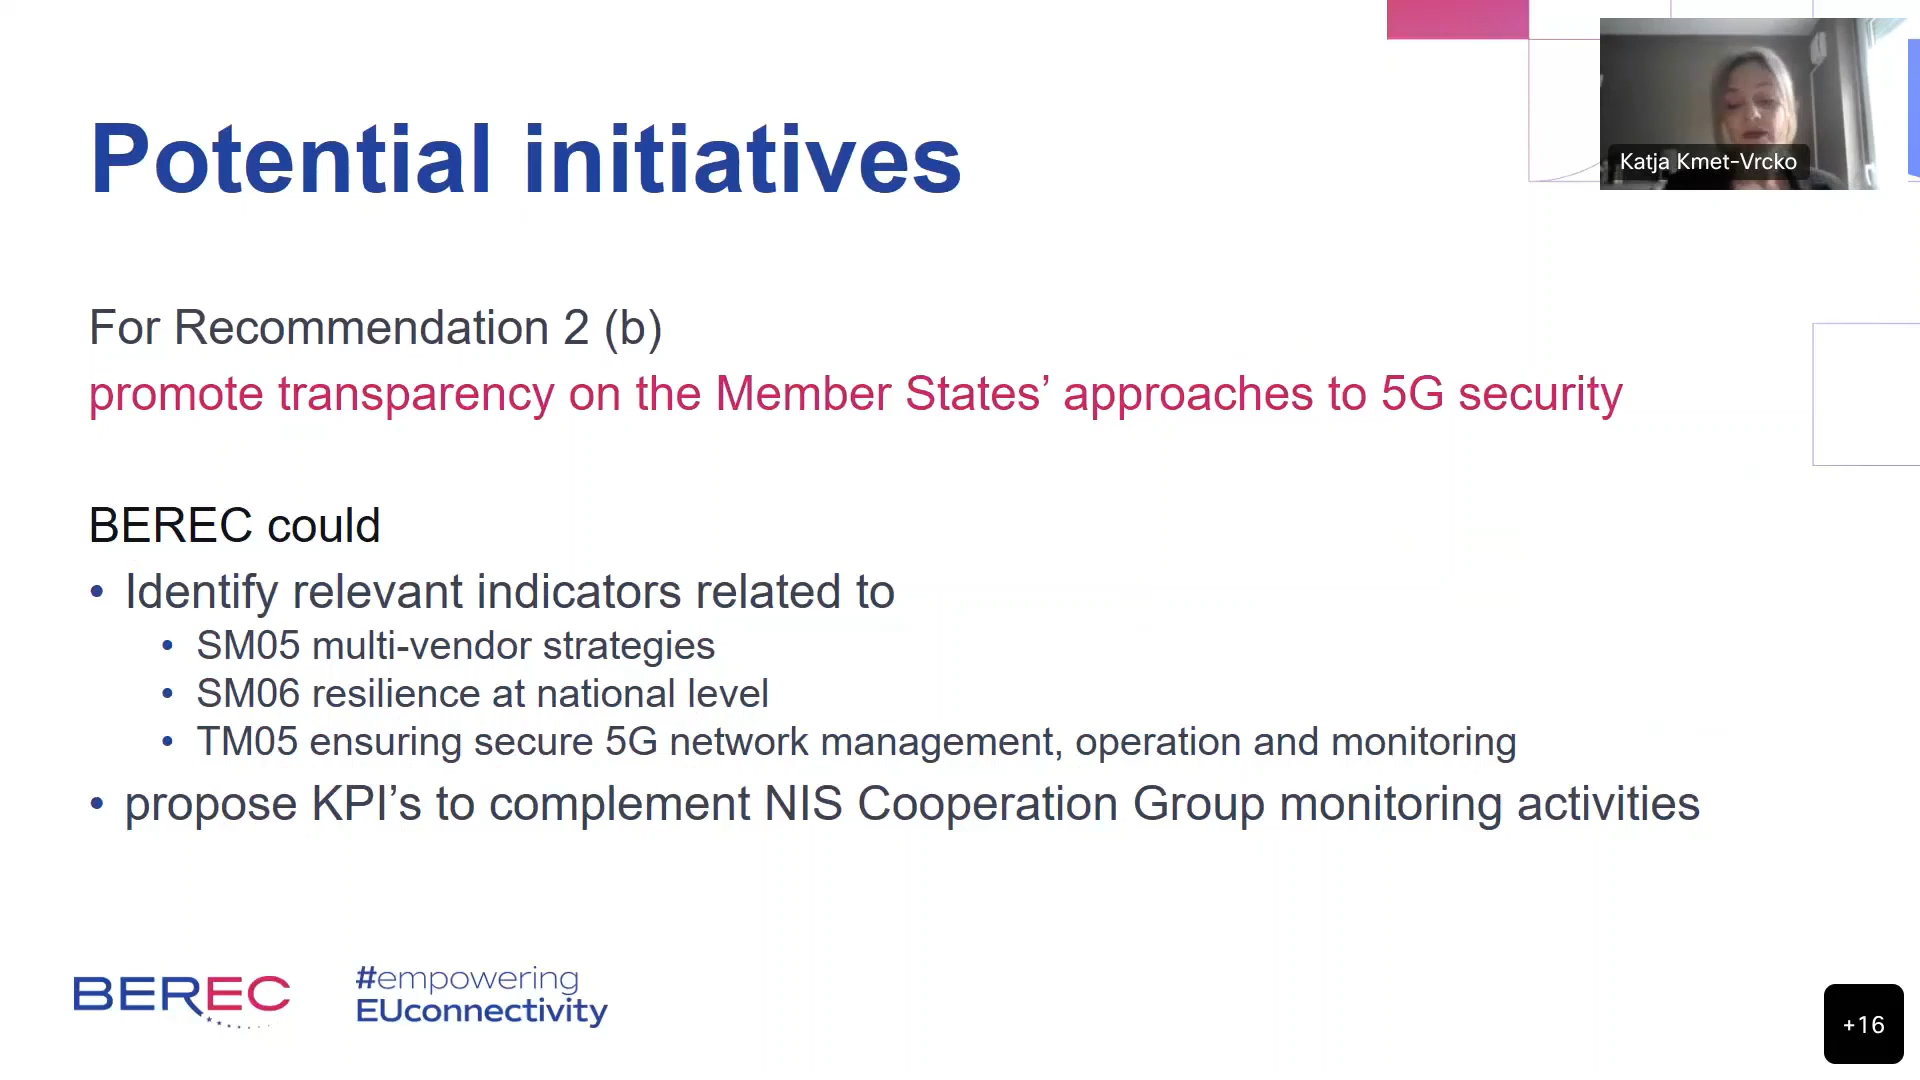 Potential initiatives
Katja Kmet-Vrcko
For Recommendation 2 (b)
promote transparency on the Member States’ approaches to 5G security
BEREC could
• Identify relevant indicators related to
• SM05 multi-vendor strategies
• SM06 resilience at national level
• TM05 ensuring secure 5G network management, operation and monitoring
• propose KPI’s to complement NIS Cooperation Group monitoring activities
BEREC
#empowering
EUconnectivity
+16